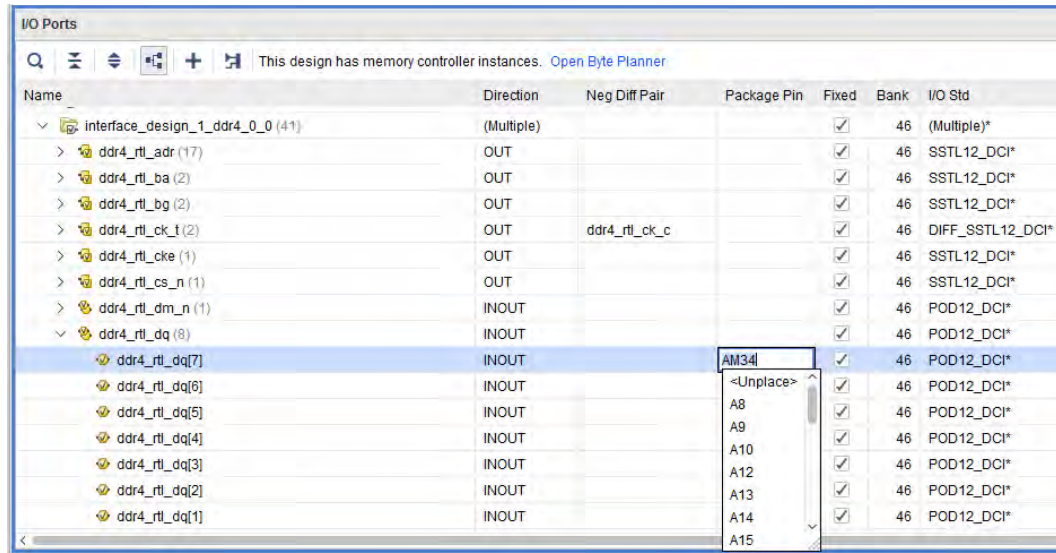 I/O Ports
This design has memory controller instances. Open Byte Planner
Name Direction Neg Diff Pair Package Pin Fixed Bank I/O Std
interface_design_1_ddr4_0_0 (41) (Multiple) 46 (Multiple)*
ddr4_rtl_adr (17) OUT 46 SSTL12_DCI*
ddr4_rtl_ba (2) OUT 46 SSTL12_DCI*
ddr4_rtl_bg (2) OUT 46 SSTL12_DCI*
ddr4_rtl_ck_t (2) OUT ddr4_rtl_ck_c 46 DIFF_SSTL12_DCI*
ddr4_rtl_cke (1) OUT 46 SSTL12_DCI*
ddr4_rtl_cs_n (1) OUT 46 SSTL12_DCI*
ddr4_rtl_dm_n (1) INOUT 46 POD12_DCI*
ddr4_rtl_dq (8) INOUT 46 POD12_DCI*
ddr4_rtl_dq[7] INOUT AM34 46 POD12_DCI*
ddr4_rtl_dq[6] INOUT <Unplace> 46 POD12_DCI*
ddr4_rtl_dq[5] INOUT A8 46 POD12_DCI*
A9
ddr4_rtl_dq[4] INOUT A10 46 POD12_DCI*
ddr4_rtl_dq[3] INOUT A12 46 POD12_DCI*
ddr4_rtl_dq[2] INOUT A13 46 POD12_DCI*
ddr4_rtl_dq[1] INOUT A14 46 POD12_DCI*
A15